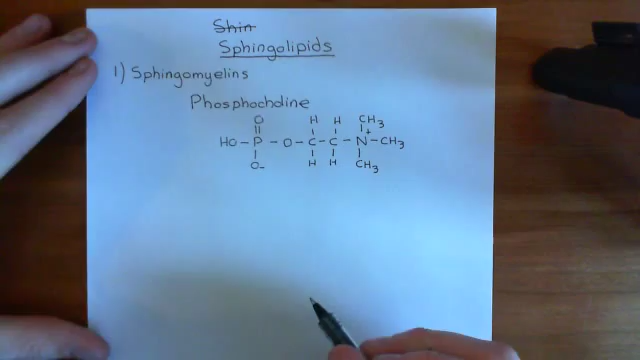 Shin
Sphingolipids
1) Sphingomyelins
Phosphocholine
O H H CH3
HO-P-O-C-C-N+-CH3
O- H H CH3